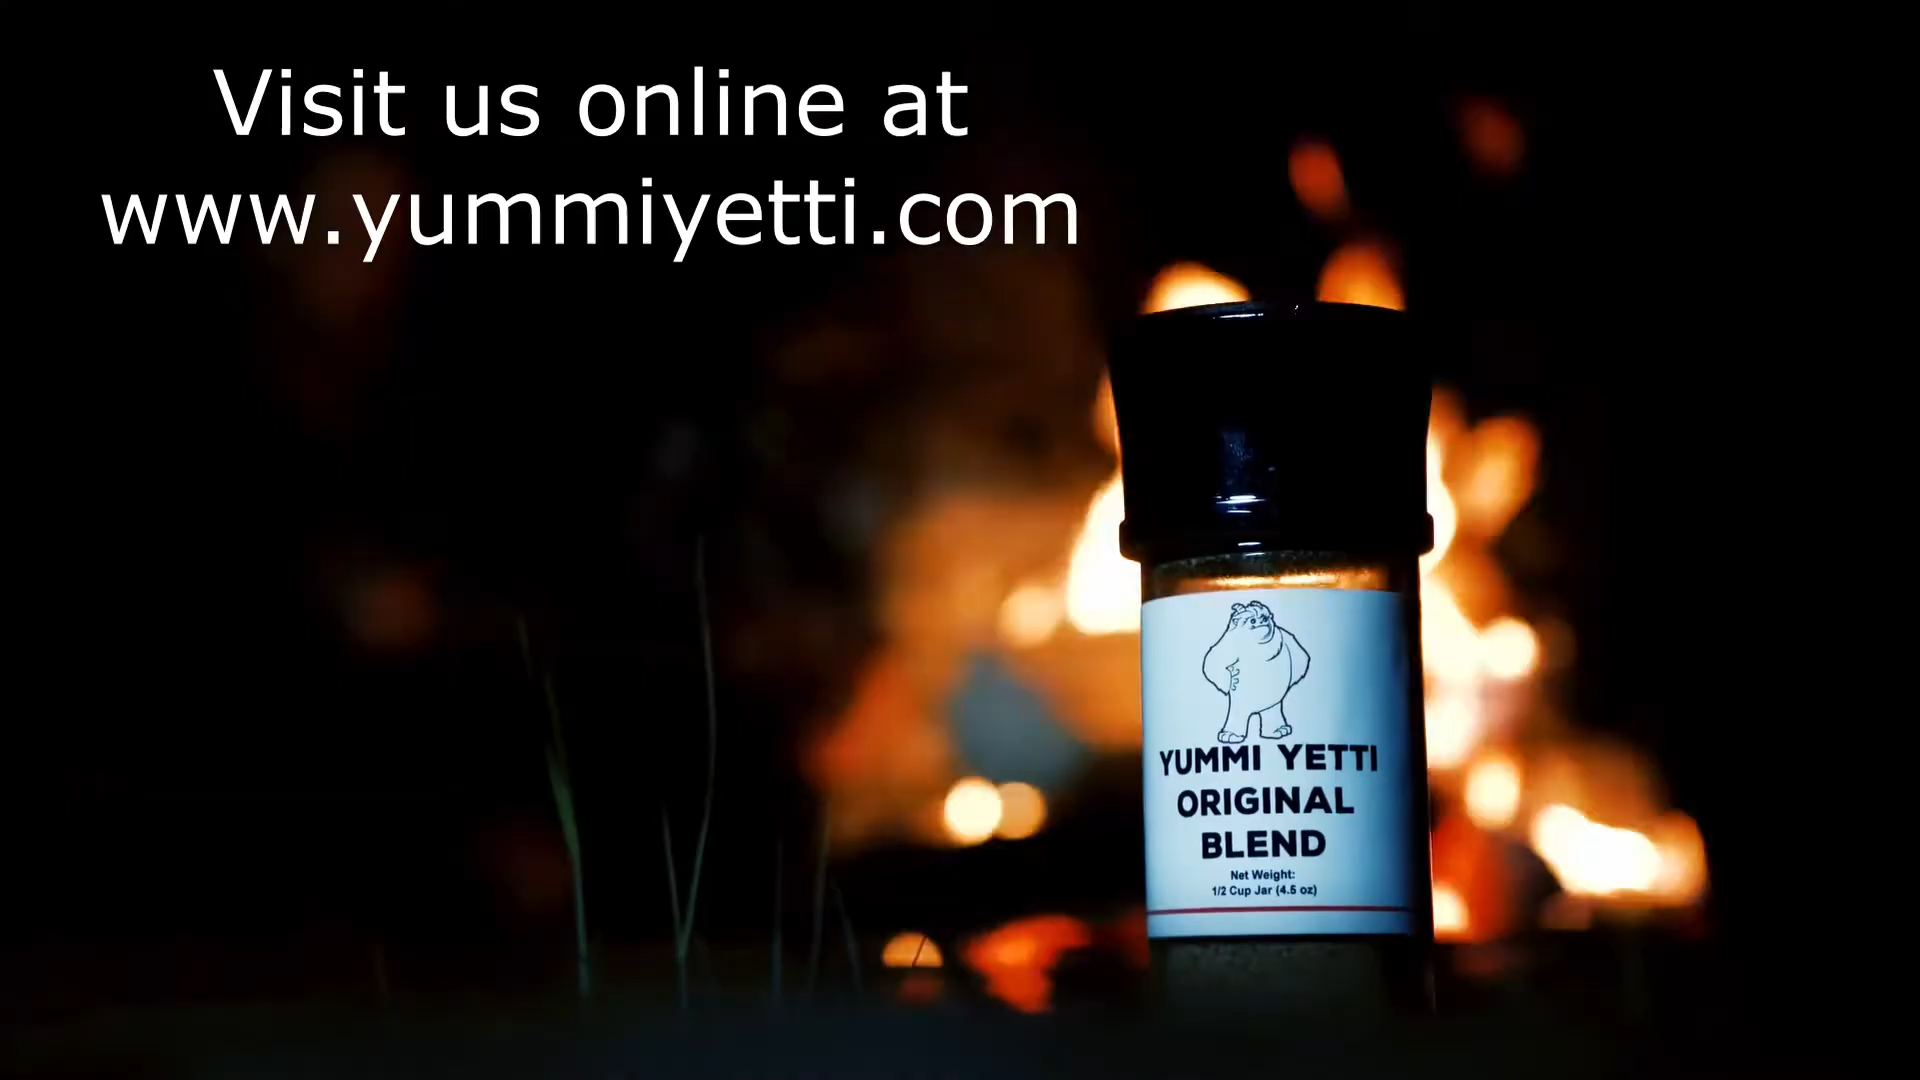 Visit us online at
www.yummiyetti.com
YUMMI YETTI
ORIGINAL
BLEND
Net Weight:
1/2 Cup Jar (4.5 oz)